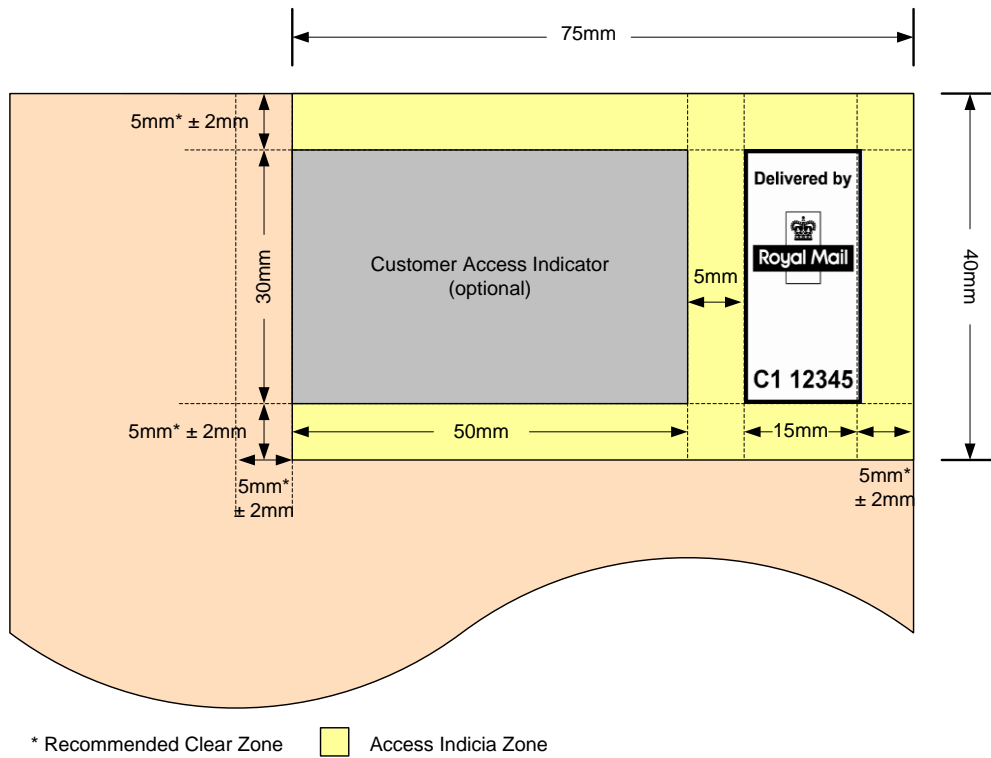 75mm
5mm* ± 2mm
Delivered by
Royal Mail
Customer Access Indicator
(optional)
30mm
5mm
40mm
C1 12345
5mm* ± 2mm
50mm
15mm
5mm*
± 2mm
5mm*
± 2mm
* Recommended Clear Zone
Access Indicia Zone